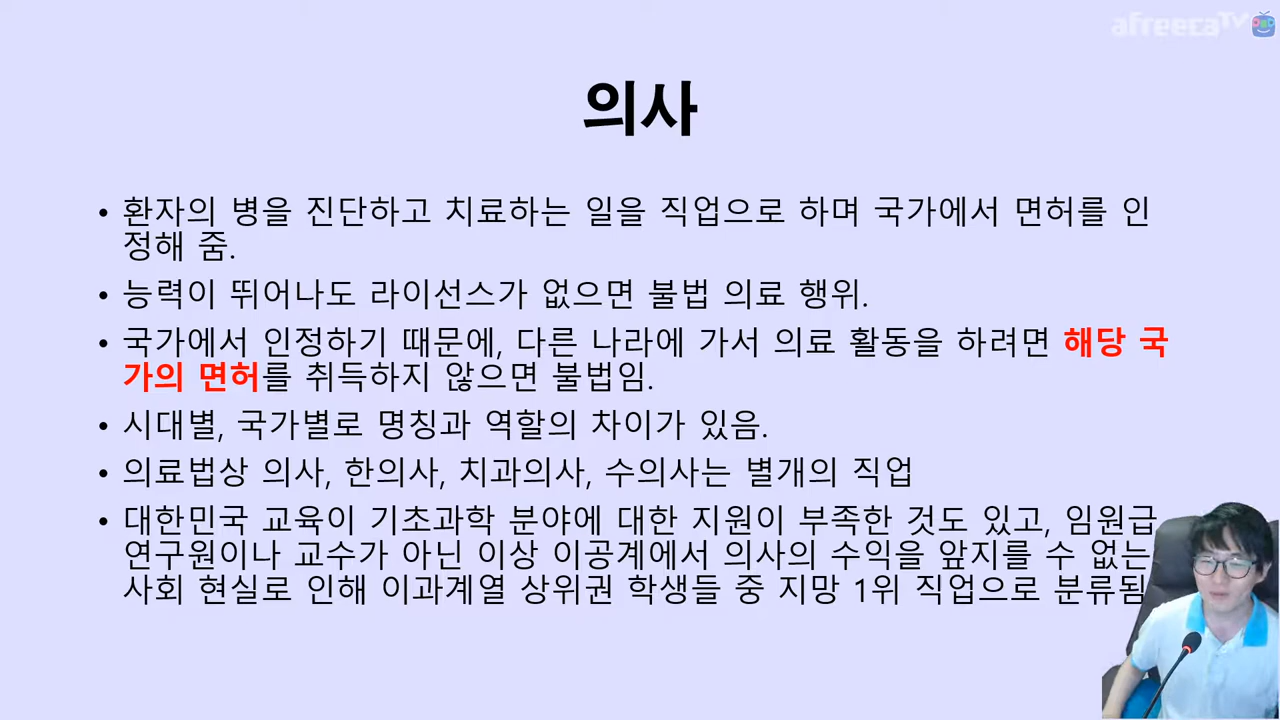 afreecaTV
의사
• 환자의 병을 진단하고 치료하는 일을 직업으로 하며 국가에서 면허를 인
정해 줌.
• 능력이 뛰어나도 라이선스가 없으면 불법 의료 행위.
• 국가에서 인정하기 때문에, 다른 나라에 가서 의료 활동을 하려면 해당 국
가의 면허를 취득하지 않으면 불법임.
• 시대별, 국가별로 명칭과 역할의 차이가 있음.
• 의료법상 의사, 한의사, 치과의사, 수의사는 별개의 직업
• 대한민국 교육이 기초과학 분야에 대한 지원이 부족한 것도 있고, 임원급
연구원이나 교수가 아닌 이상 이공계에서 의사의 수익을 앞지를 수 없는
사회 현실로 인해 이과계열 상위권 학생들 중 지망 1위 직업으로 분류됨